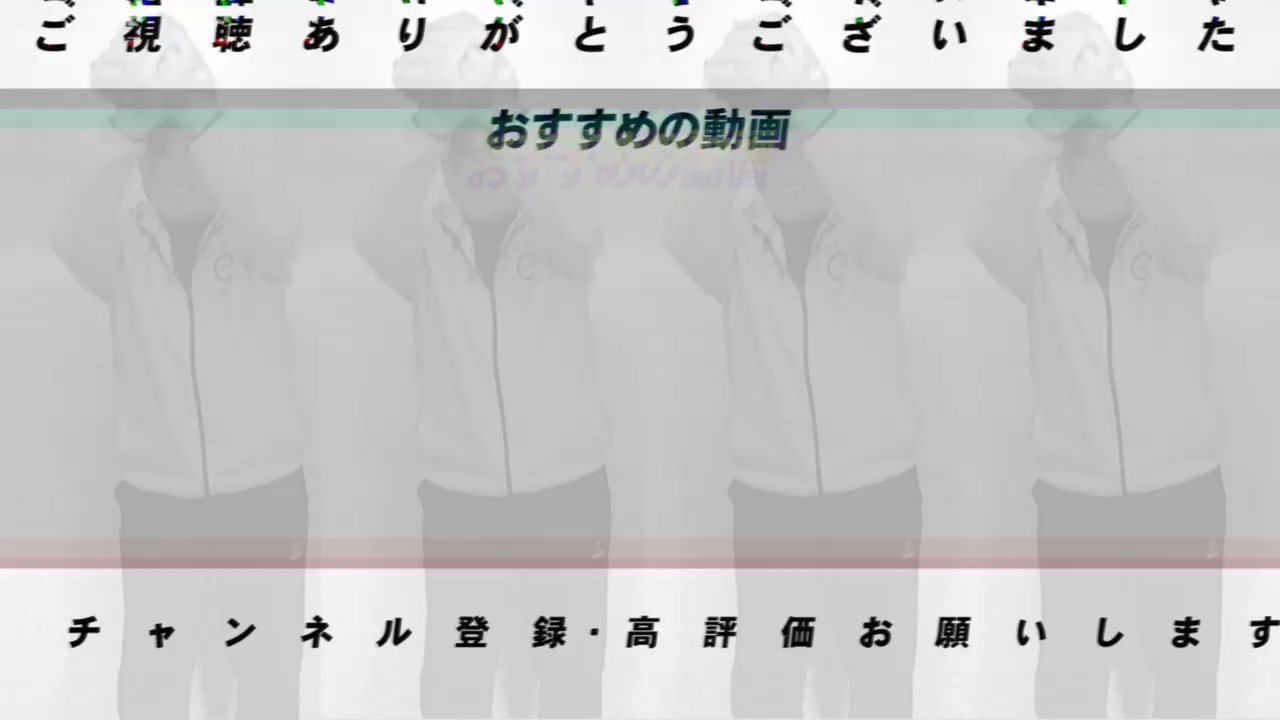 ご視聴ありがとうございました
おすすめの動画
チャンネル登録・高評価お願いします